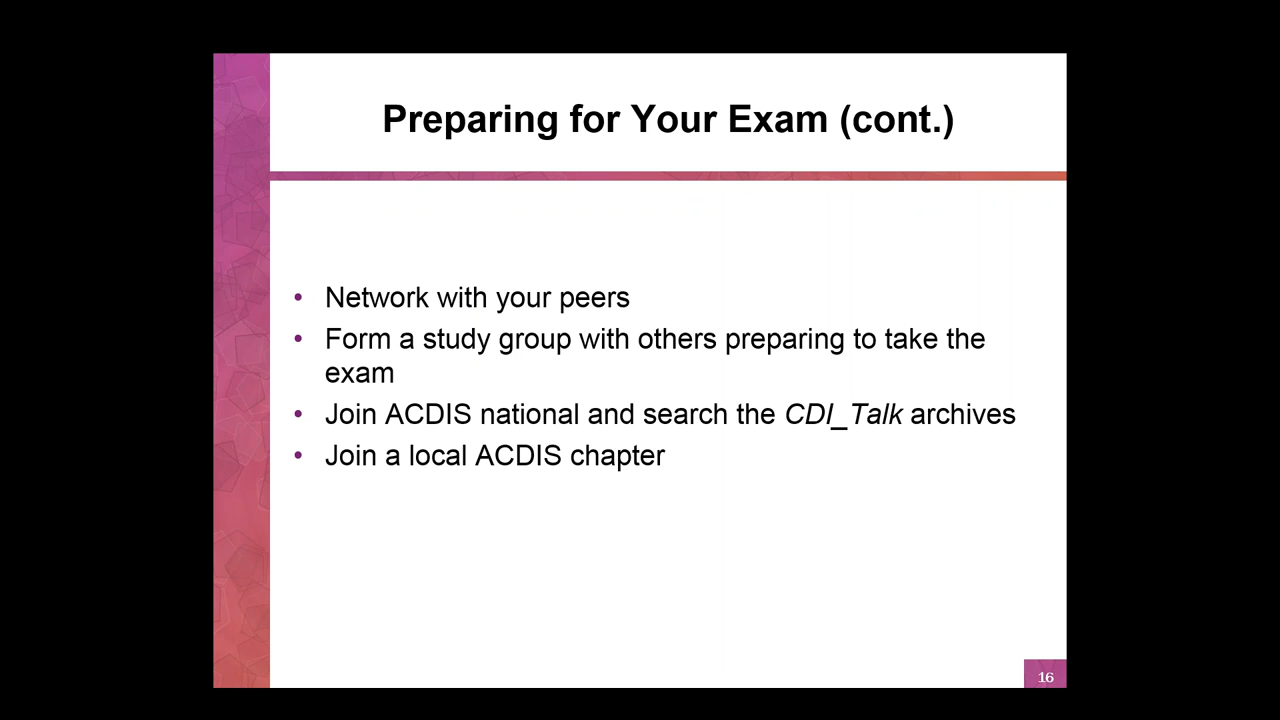 Preparing for Your Exam (cont.)
• Network with your peers
• Form a study group with others preparing to take the
exam
• Join ACDIS national and search the CDI_Talk archives
• Join a local ACDIS chapter
16